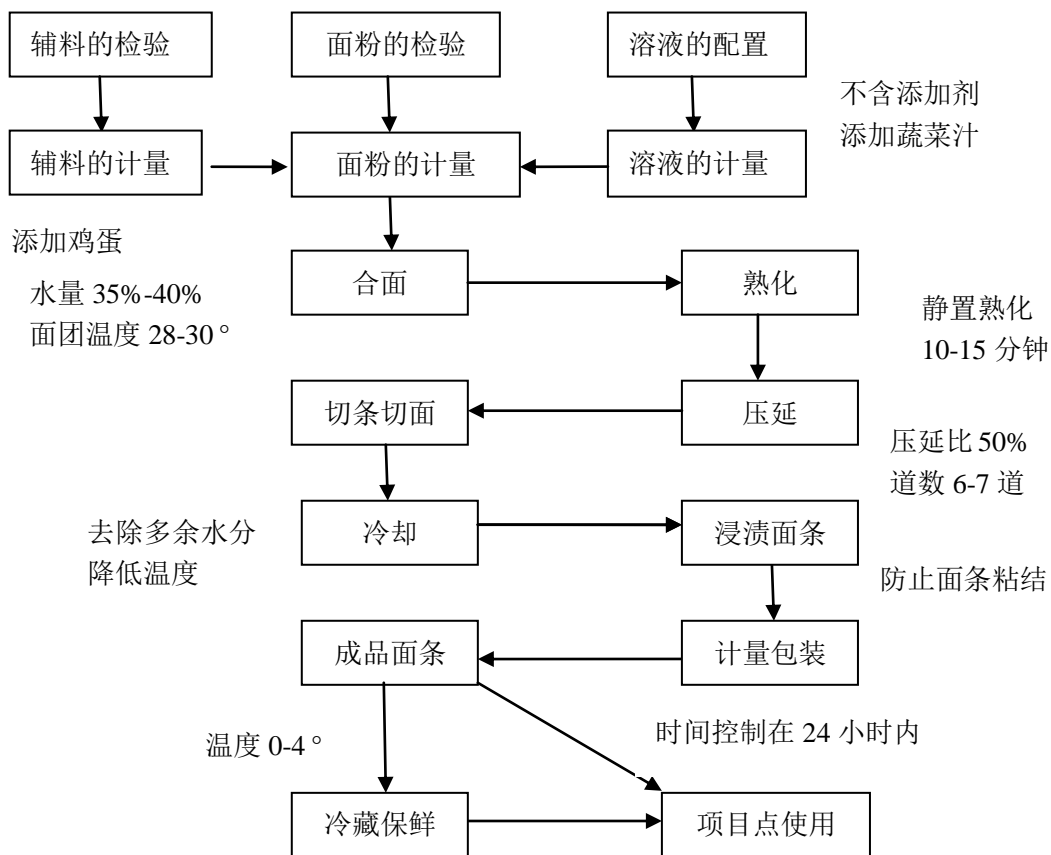 辅料的检验
面粉的检验
溶液的配置
不含添加剂
添加蔬菜汁
辅料的计量
面粉的计量
溶液的计量
添加鸡蛋
水量 35%-40%
面团温度 28-30°
合面
熟化
静置熟化
10-15 分钟
切条切面
压延
压延比 50%
道数 6-7 道
去除多余水分
降低温度
冷却
浸渍面条
防止面条粘结
成品面条
计量包装
温度 0-4°
时间控制在 24 小时内
冷藏保鲜
项目点使用